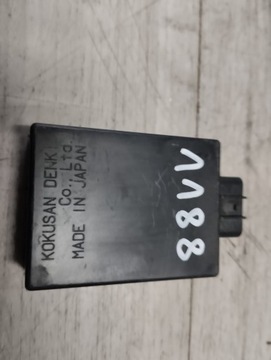 KOKUSAN DENKI
Co., LTD.
MADE IN JAPAN
88VV